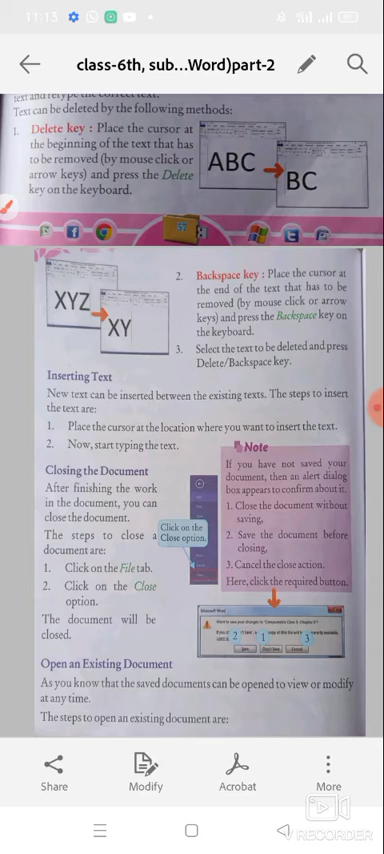 11:13
class-6th, sub...Word)part-2
text and retype the correct text.
Text can be deleted by the following methods:
1. Delete key : Place the cursor at
the beginning of the text that has
to be removed (by mouse click or
arrow keys) and press the Delete
key on the keyboard.
ABC
BC
57
XYZ
XY
2. Backspace key : Place the cursor at
the end of the text that has to be
removed (by mouse click or arrow
keys) and press the Backspace key on
the keyboard.
3. Select the text to be deleted and press
Delete/Backspace key.
Inserting Text
New text can be inserted between the existing texts. The steps to insert
the text are:
1. Place the cursor at the location where you want to insert the text.
2. Now, start typing the text.
Closing the Document
After finishing the work
in the document, you can
close the document.
The steps to close a
document are:
1. Click on the File tab.
2. Click on the Close
option.
The document will be
closed.
Click on the
Close option.
Note
If you have not saved your
document, then an alert dialog
box appears to confirm about it.
1. Close the document without
saving,
2. Save the document before
closing,
3. Cancel the close action.
Here, click the required button.
Microsoft Word
2 1 3
Save Don't Save Cancel
Open an Existing Document
As you know that the saved documents can be opened to view or modify
at any time.
The steps to open an existing document are:
Share Modify Acrobat More
RECORDER